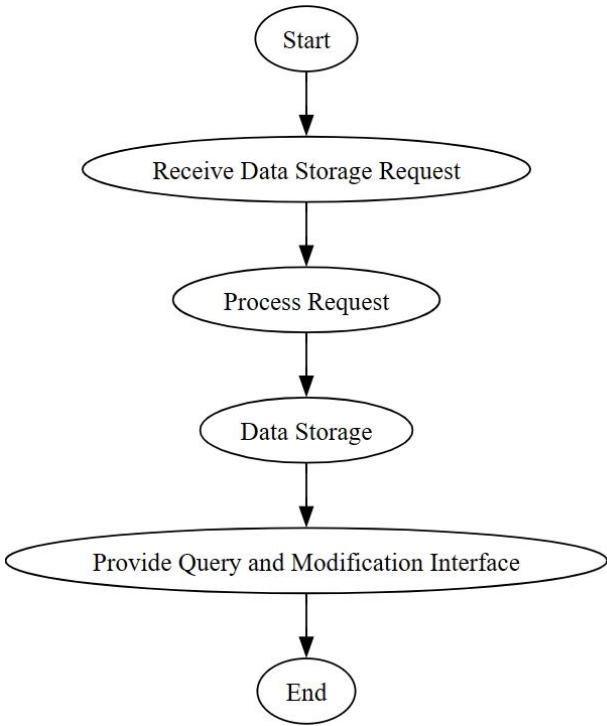 Start
Receive Data Storage Request
Process Request
Data Storage
Provide Query and Modification Interface
End